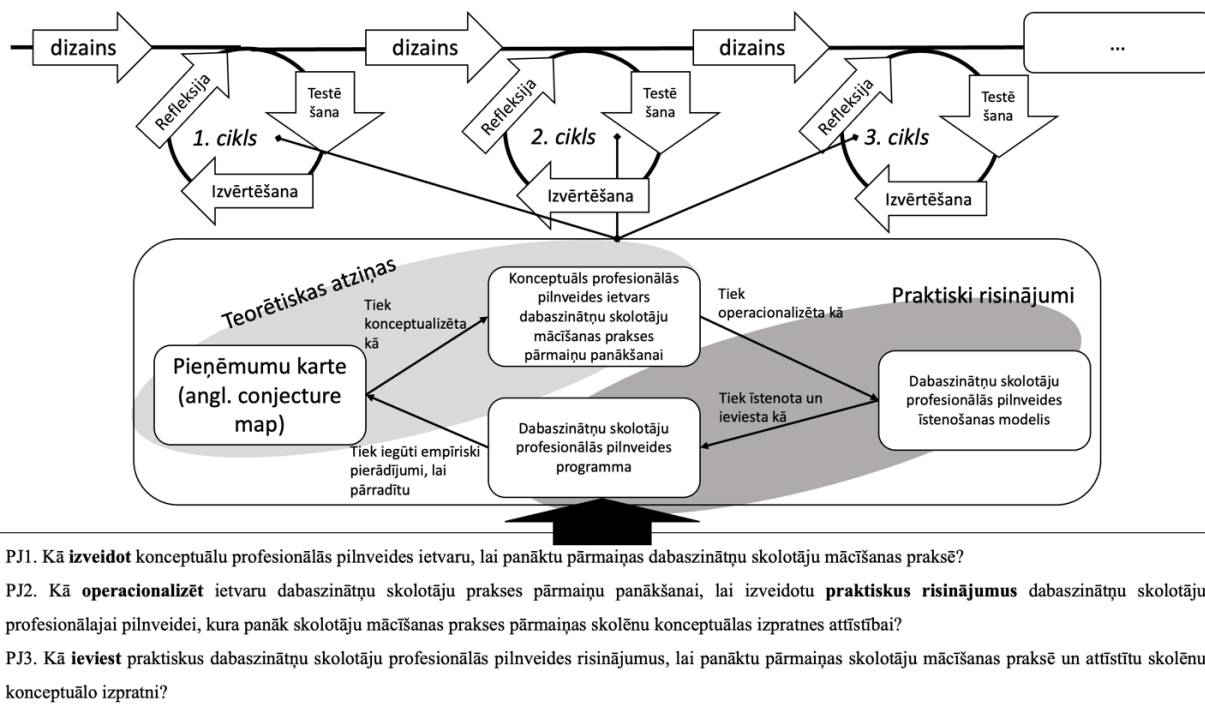 dizains
dizains
dizains
...
Refleksija
Testē
šana
1. cikls
Izvērtēšana
Refleksija
Testē
šana
2. cikls
Izvērtēšana
Refleksija
Testē
šana
3. cikls
Izvērtēšana
Teorētiskas atziņas
Praktiski risinājumi
Konceptuāls profesionālās
pilnveides ietvars
dabaszinātņu skolotāju
mācīšanas prakses
pārmaiņu panākšanai
Tiek
konceptualizēta
kā
Tiek
operacionalizēta kā
Pieņēmumu karte
(angl. conjecture
map)
Dabaszinātņu skolotāju
profesionālās pilnveides
īstenošanas modelis
Tiek īstenota un
ieviesta kā
Dabaszinātņu skolotāju
profesionālās pilnveides
programma
Tiek iegūti empīriski
pierādījumi, lai
pārradītu
PJ1. Kā izveidot konceptuālu profesionālās pilnveides ietvaru, lai panāktu pārmaiņas dabaszinātņu skolotāju mācīšanas praksē?
PJ2. Kā operacionalizēt ietvaru dabaszinātņu skolotāju prakses pārmaiņu panākšanai, lai izveidotu praktiskus risinājumus dabaszinātņu skolotāju
profesionālajai pilnveidei, kura panāk skolotāju mācīšanas prakses pārmaiņas skolēnu konceptuālas izpratnes attīstībai?
PJ3. Kā ieviest praktiskus dabaszinātņu skolotāju profesionālās pilnveides risinājumus, lai panāktu pārmaiņas skolotāju mācīšanas praksē un attīstītu skolēnu
konceptuālo izpratni?